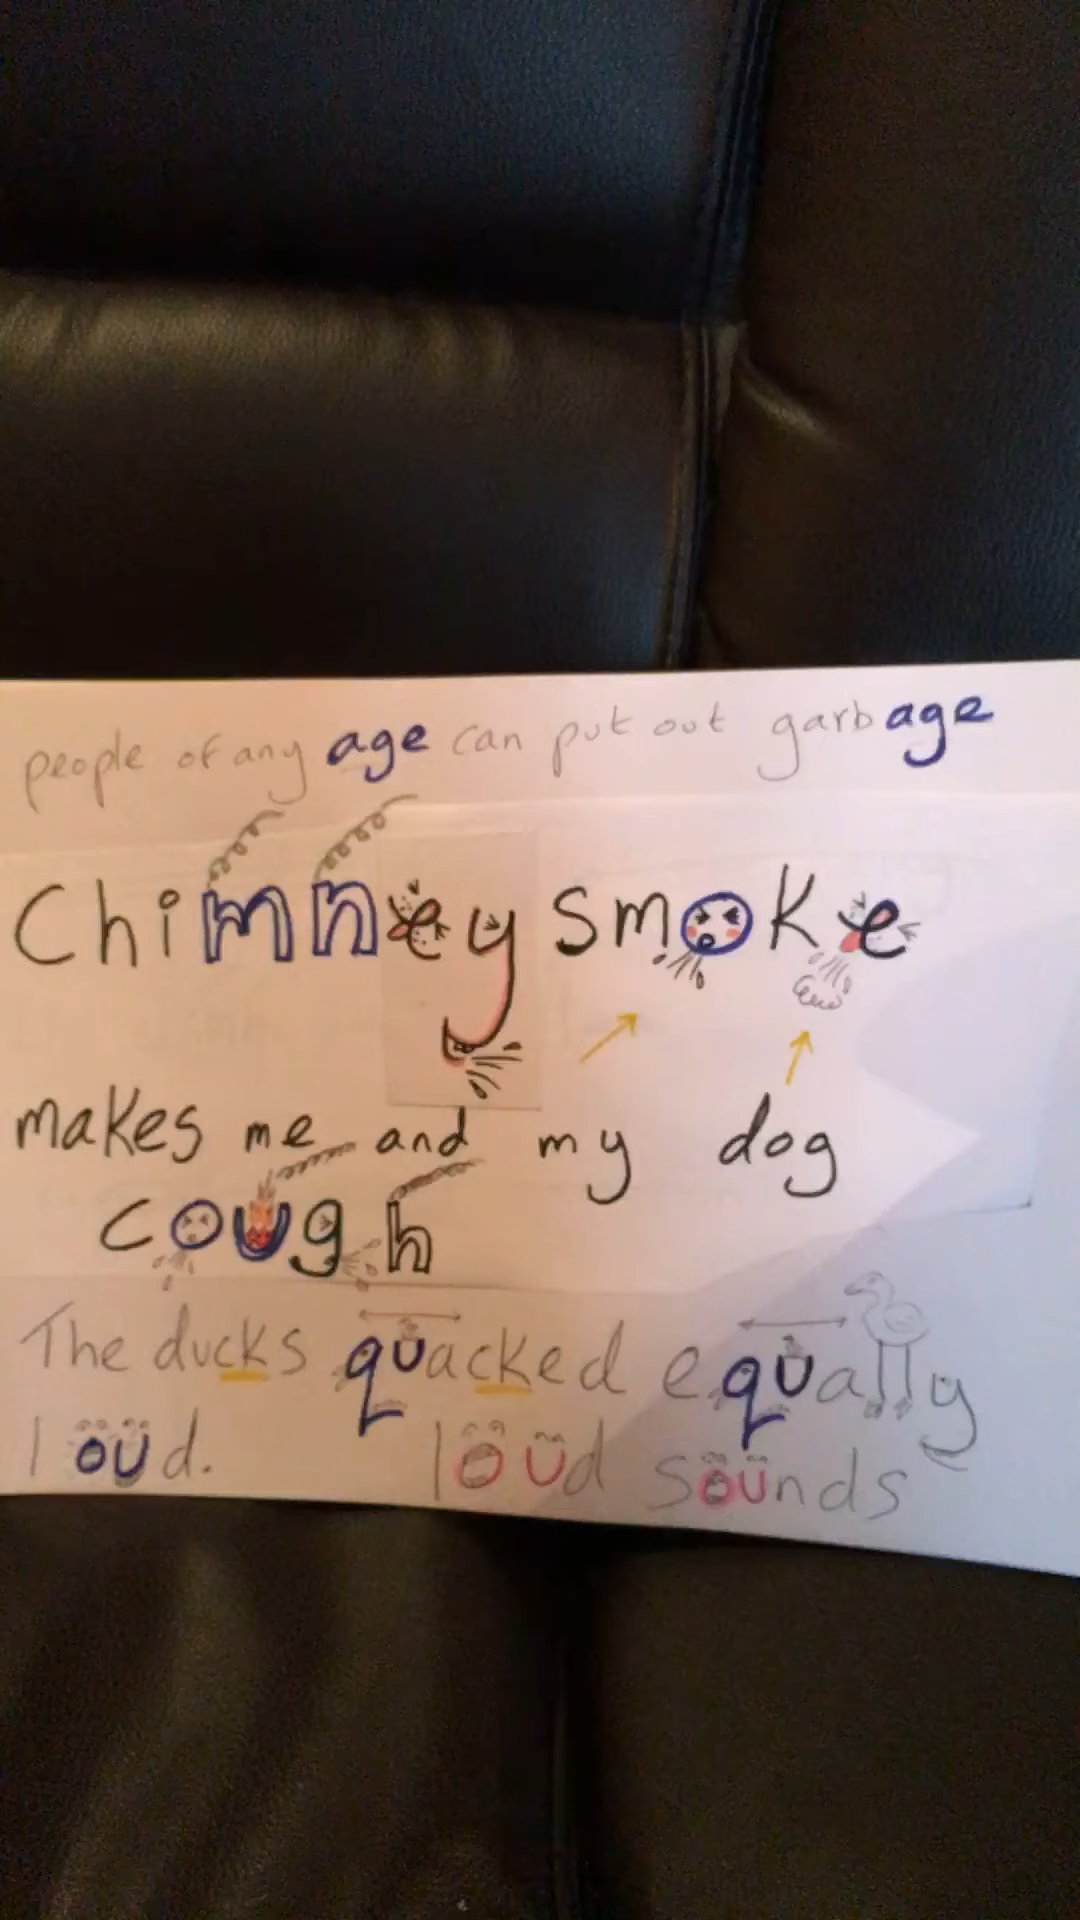 people of any age can put out garbage
Chimney smoke
makes me and my dog
cough
The ducks quacked equally
loud. loud sounds